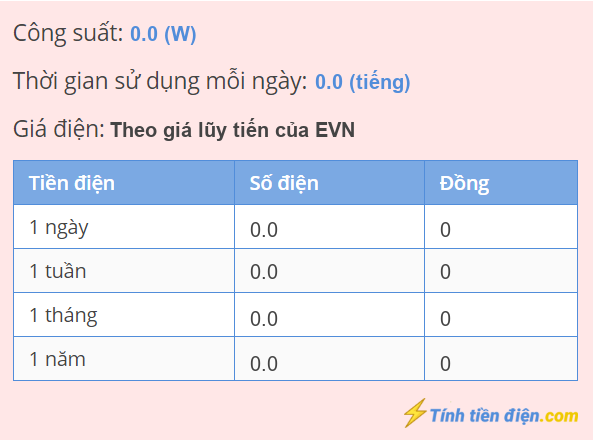 Công suất: 0.0 (W)
Thời gian sử dụng mỗi ngày: 0.0 (tiếng)
Giá điện: Theo giá lũy tiến của EVN
Tiền điện Số điện Đồng
1 ngày 0.0 0
1 tuần 0.0 0
1 tháng 0.0 0
1 năm 0.0 0
Tính tiền điện.com